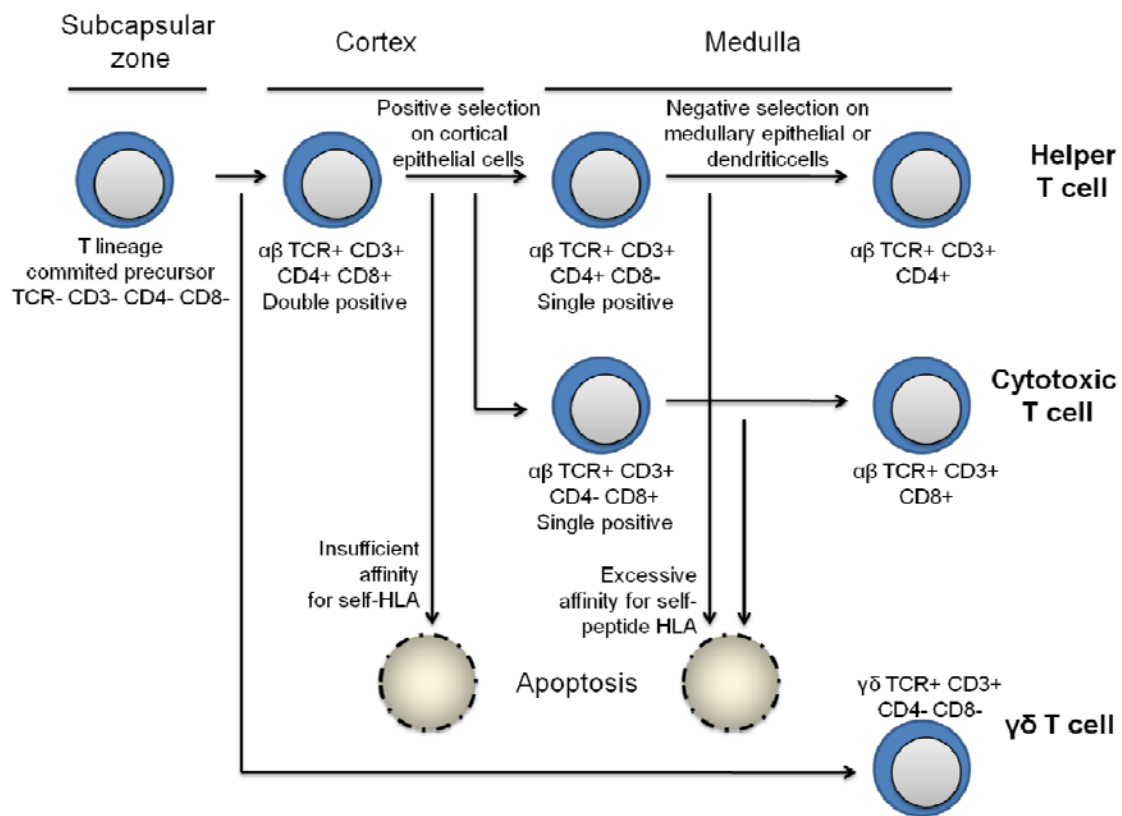 Subcapsular
zone
Cortex
Medulla
Positive selection
on cortical
epithelial cells
Negative selection on
medullary epithelial or
dendriticcells
T lineage
commited precursor
TCR- CD3- CD4- CD8-
αβ TCR+ CD3+
CD4+ CD8+
Double positive
αβ TCR+ CD3+
CD4+ CD8-
Single positive
αβ TCR+ CD3+
CD4+
Helper
T cell
αβ TCR+ CD3+
CD4- CD8+
Single positive
αβ TCR+ CD3+
CD8+
Cytotoxic
T cell
Insufficient
affinity
for self-HLA
Excessive
affinity for self-
peptide HLA
Apoptosis
γδ TCR+ CD3+
CD4- CD8-
γδ T cell